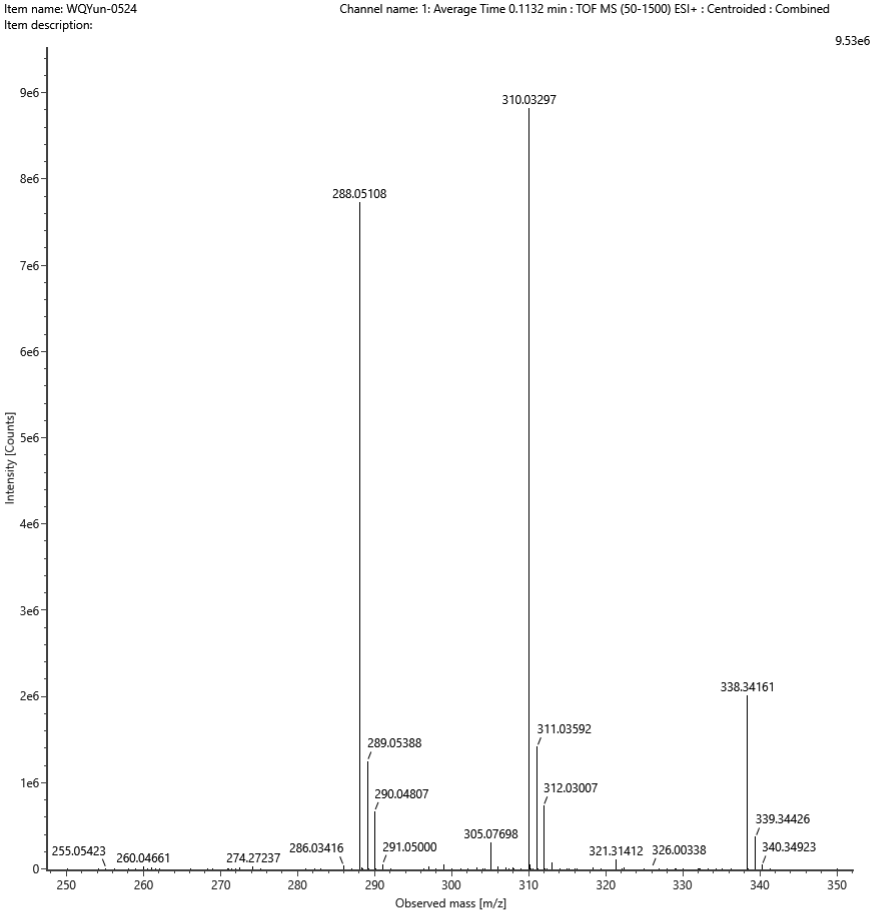 Item name: WQYun-0524 Channel name: 1: Average Time 0.1132 min : TOF MS (50-1500) ESI+ : Centroided : Combined
Item description:
9.53e6
9e6
310.03297
8e6
288.05108
7e6
6e6
5e6
Intensity [Counts]
4e6
3e6
2e6
338.34161
311.03592
289.05388
1e6
290.04807
312.03007
305.07698
339.34426
255.05423
260.04661
274.27237
286.03416
291.05000
321.31412
326.00338
340.34923
0
250 260 270 280 290 300 310 320 330 340 350
Observed mass [m/z]